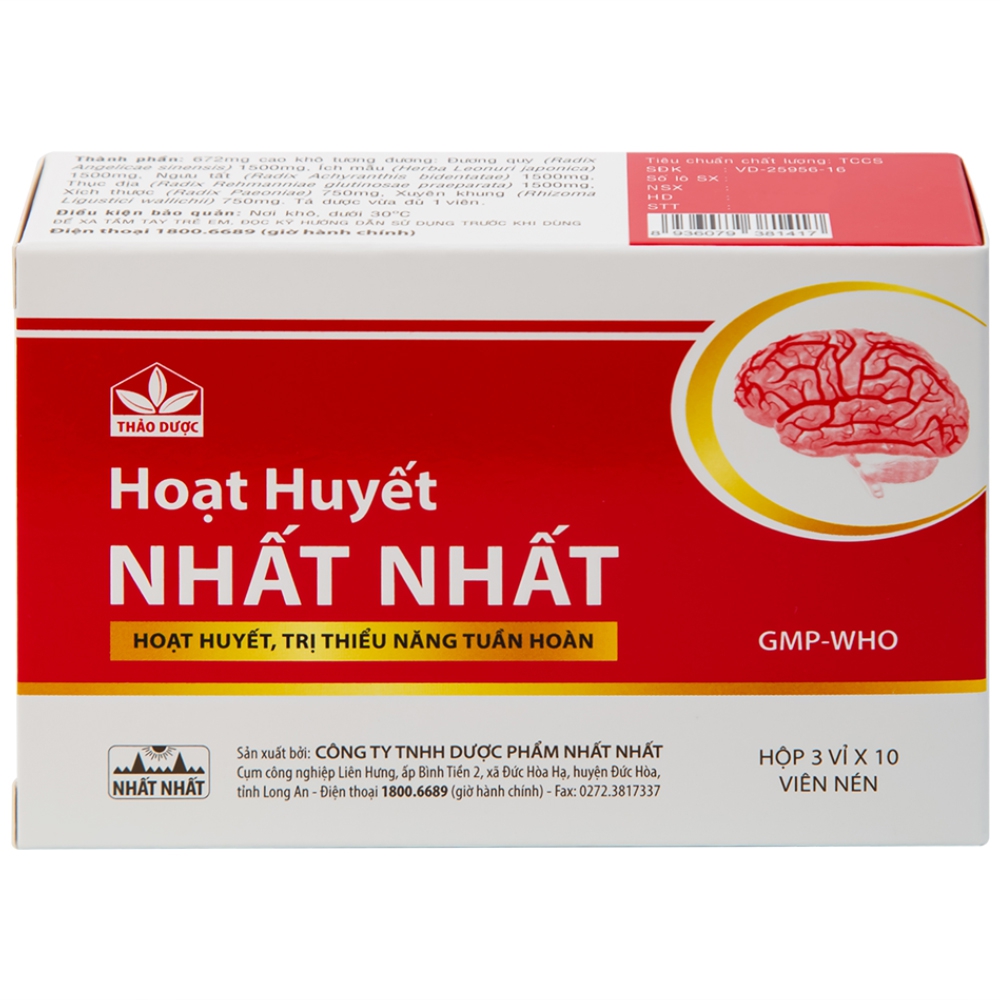 Thành phần: 672mg cao khô tương đương: Đương quy (Radix
Angelicae sinensis) 1500mg, Ích mẫu (Herba Leonuri japonica)
1500mg, Ngưu tất (Radix Achyranthis bidentatae) 1500mg,
Thục địa (Radix Rehmanniae glutinosae praeparata) 1500mg,
Xích thược (Radix Paeoniae) 750mg, Xuyên khung (Rhizoma
Ligustici wallichii) 750mg. Tá dược vừa đủ 1 viên.
Điều kiện bảo quản: Nơi khô, dưới 30°C
ĐỂ XA TẦM TAY TRẺ EM, ĐỌC KỸ HƯỚNG DẪN SỬ DỤNG TRƯỚC KHI DÙNG
Điện thoại 1800.6689 (giờ hành chính)
Tiêu chuẩn chất lượng: TCCS
SĐK : VD-25956-16
Số lô SX :
NSX :
HD :
STT :
8 936079 381417
THẢO DƯỢC
Hoạt Huyết
NHẤT NHẤT
HOẠT HUYẾT, TRỊ THIỂU NĂNG TUẦN HOÀN
GMP-WHO
NHẤT NHẤT
Sản xuất bởi: CÔNG TY TNHH DƯỢC PHẨM NHẤT NHẤT
Cụm công nghiệp Liên Hưng, ấp Bình Tiền 2, xã Đức Hòa Hạ, huyện Đức Hòa,
tỉnh Long An - Điện thoại 1800.6689 (giờ hành chính) - Fax: 0272.3817337
HỘP 3 VỈ X 10
VIÊN NÉN